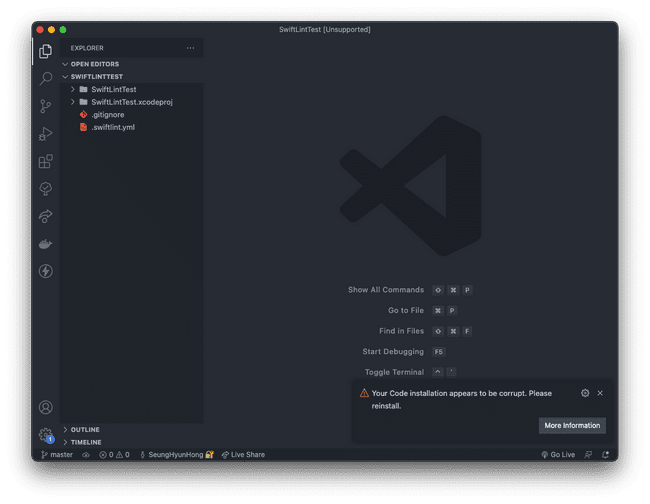 SwiftLintTest [Unsupported]
EXPLORER
OPEN EDITORS
SWIFTLINTTEST
SwiftLintTest
SwiftLintTest.xcodeproj
.gitignore
.swiftlint.yml
Show All Commands ⇧ ⌘ P
Go to File ⌘ P
Find in Files ⇧ ⌘ F
Start Debugging F5
Toggle Terminal ^ `
Your Code installation appears to be corrupt. Please
reinstall.
More Information
OUTLINE
TIMELINE
1
master 0 0 SeungHyunHong Live Share Go Live